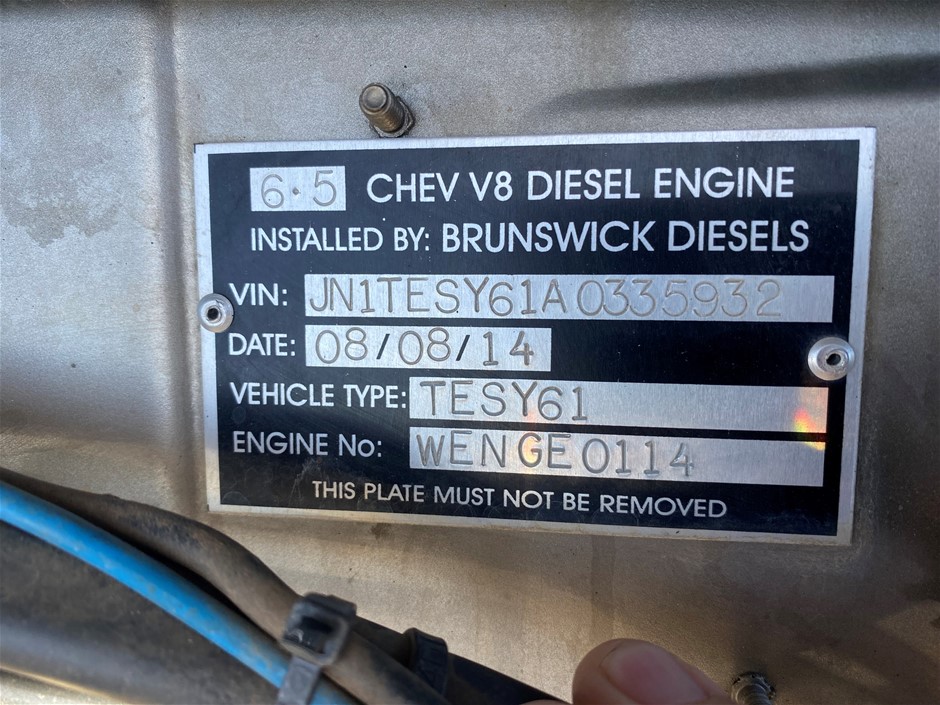 6.5 CHEV V8 DIESEL ENGINE
INSTALLED BY: BRUNSWICK DIESELS
VIN: JN1TESY61A0335932
DATE: 08/08/14
VEHICLE TYPE: TESY61
ENGINE No: WENGE0114
THIS PLATE MUST NOT BE REMOVED